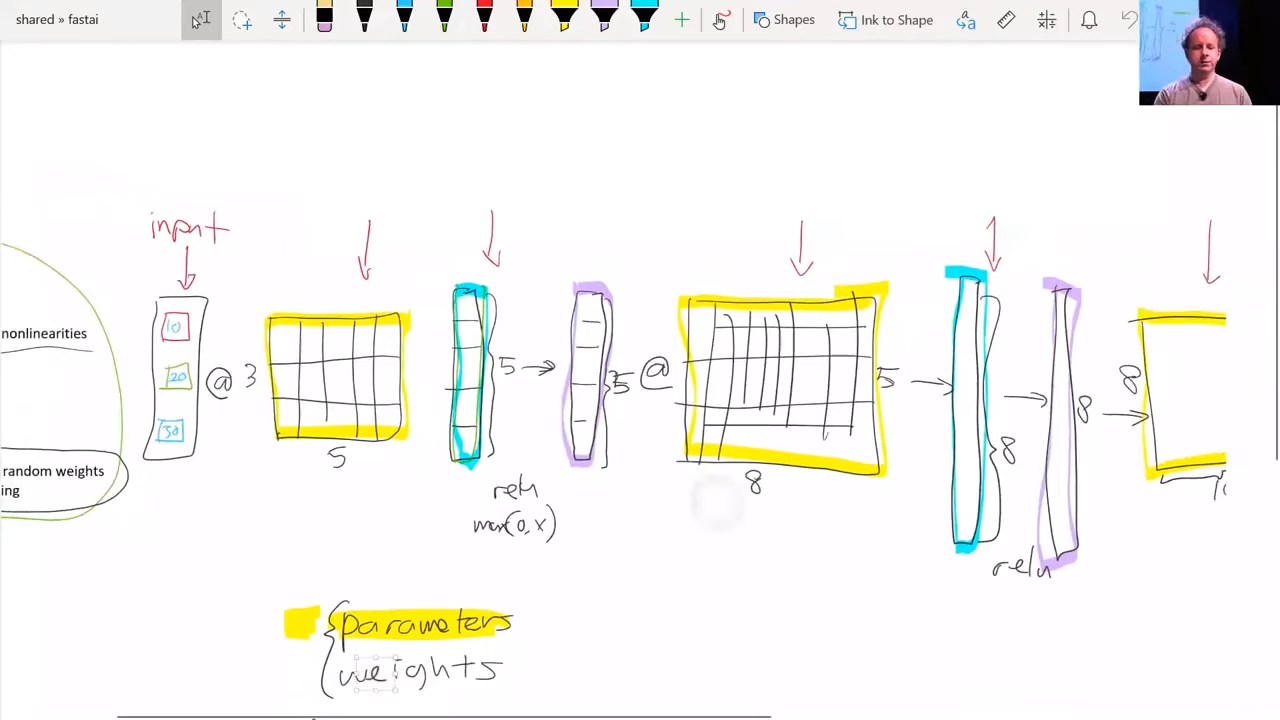 shared » fastai
Shapes
Ink to Shape
input
nonlinearities
10
20
30
@ 3
5
5
5
@
5
8
8
8
8
random weights
ing
relu
max(0,x)
relu
parameters
weights